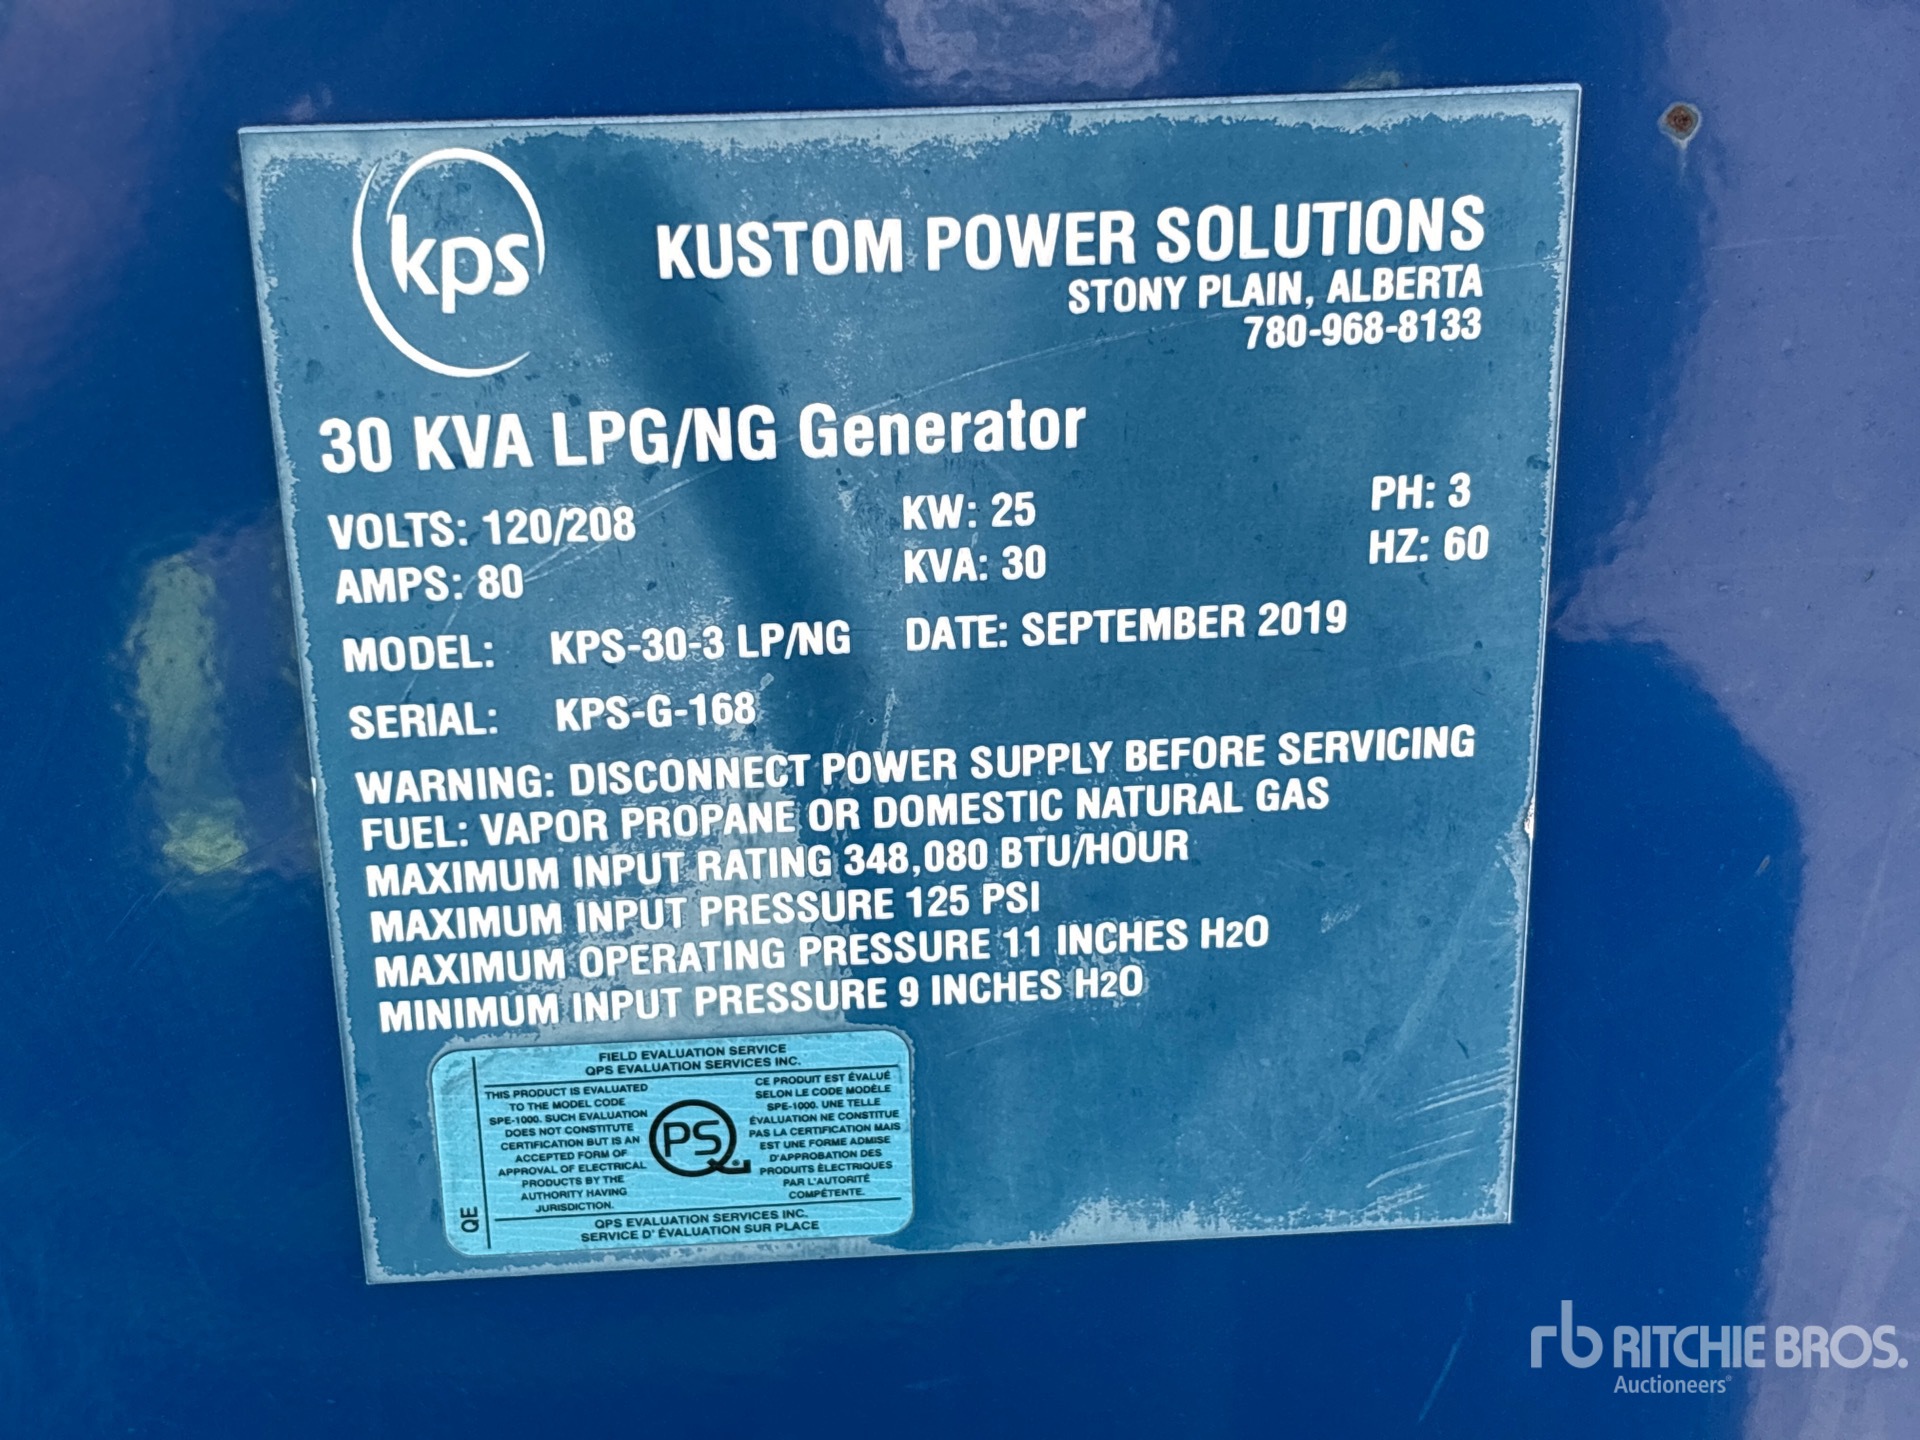 kps
KUSTOM POWER SOLUTIONS
STONY PLAIN, ALBERTA
780-968-8133
30 KVA LPG/NG Generator
VOLTS: 120/208 KW: 25 PH: 3
AMPS: 80 KVA: 30 HZ: 60
MODEL: KPS-30-3 LP/NG DATE: SEPTEMBER 2019
SERIAL: KPS-G-168
WARNING: DISCONNECT POWER SUPPLY BEFORE SERVICING
FUEL: VAPOR PROPANE OR DOMESTIC NATURAL GAS
MAXIMUM INPUT RATING 348,080 BTU/HOUR
MAXIMUM INPUT PRESSURE 125 PSI
MAXIMUM OPERATING PRESSURE 11 INCHES H2O
MINIMUM INPUT PRESSURE 9 INCHES H2O
FIELD EVALUATION SERVICE
QPS EVALUATION SERVICES INC.
THIS PRODUCT IS EVALUATED
TO THE MODEL CODE
SPE-1000. SUCH EVALUATION
DOES NOT CONSTITUTE
CERTIFICATION BUT IS AN
ACCEPTED FORM OF
APPROVAL OF ELECTRICAL
PRODUCTS BY THE
AUTHORITY HAVING
JURISDICTION.
PS
CE PRODUIT EST ÉVALUÉ
SELON LE CODE MODÈLE
SPE-1000. UNE TELLE
ÉVALUATION NE CONSTITUE
PAS LA CERTIFICATION MAIS
EST UNE FORME ADMISE
D'APPROBATION DES
PRODUITS ÉLECTRIQUES
PAR L'AUTORITÉ
COMPÉTENTE.
QE
QPS EVALUATION SERVICES INC.
SERVICE D' ÉVALUATION SUR PLACE
rb RITCHIE BROS.
Auctioneers®